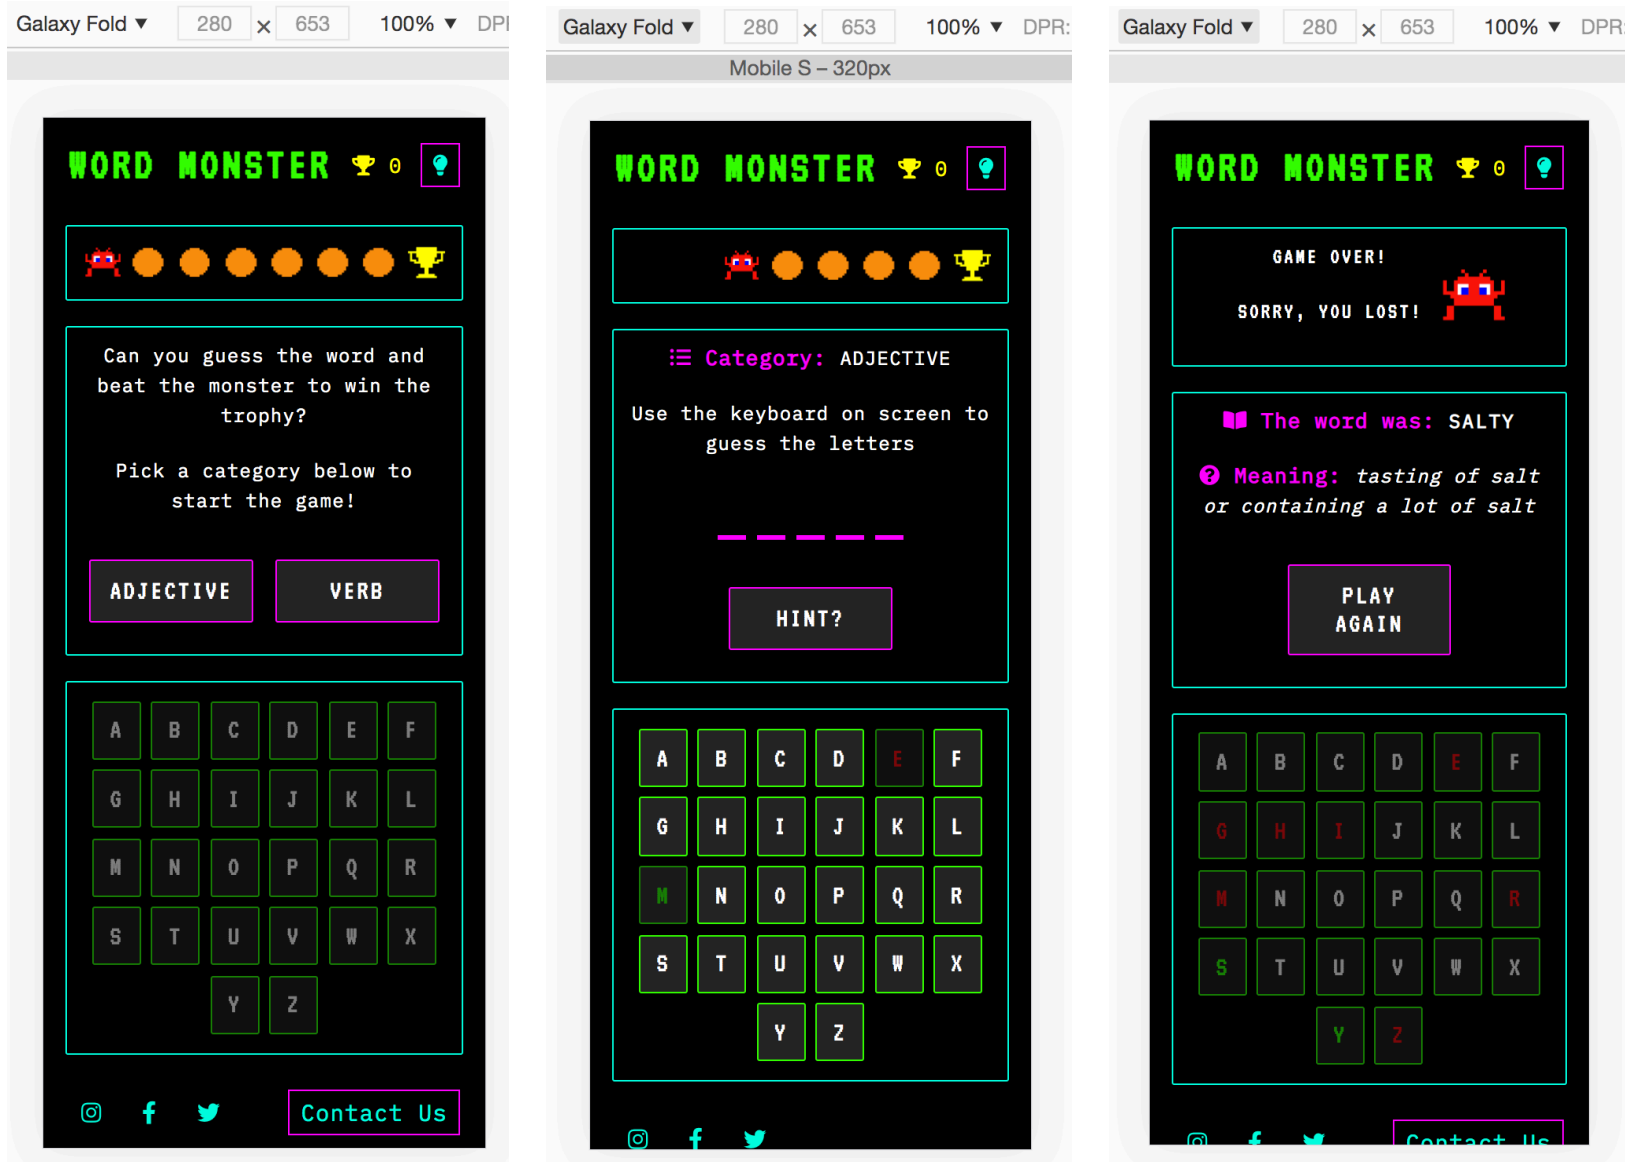 Galaxy Fold ▼ 280 × 653 100% ▼ DPI
WORD MONSTER 0
Can you guess the word and
beat the monster to win the
trophy?
Pick a category below to
start the game!
ADJECTIVE VERB
A B C D E F
G H I J K L
M N O P Q R
S T U V W X
Y Z
Contact Us
Galaxy Fold ▼ 280 × 653 100% ▼ DPR:
Mobile S – 320px
WORD MONSTER 0
Category: ADJECTIVE
Use the keyboard on screen to
guess the letters
HINT?
A B C D E F
G H I J K L
M N O P Q R
S T U V W X
Y Z
Galaxy Fold ▼ 280 × 653 100% ▼ DPR:
WORD MONSTER 0
GAME OVER!
SORRY, YOU LOST!
The word was: SALTY
Meaning: tasting of salt
or containing a lot of salt
PLAY
AGAIN
A B C D E F
G H I J K L
M N O P Q R
S T U V W X
Y Z
Contact Us